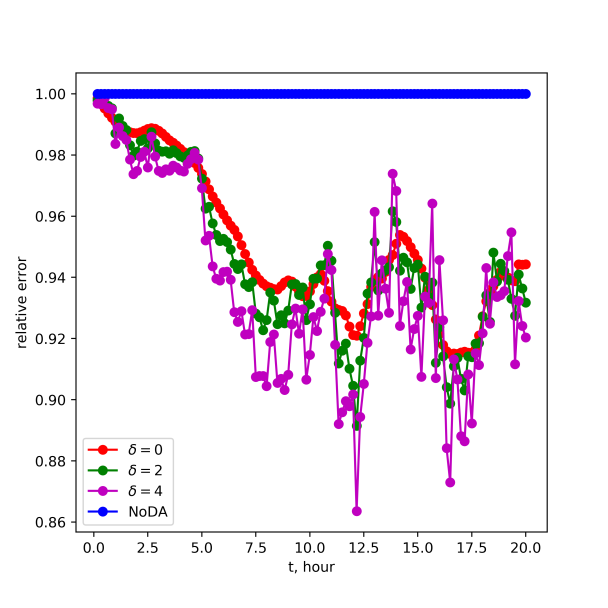 1.00
0.98
0.96
0.94
0.92
0.90
0.88
0.86
relative error
δ = 0
δ = 2
δ = 4
NoDA
0.0 2.5 5.0 7.5 10.0 12.5 15.0 17.5 20.0
t, hour